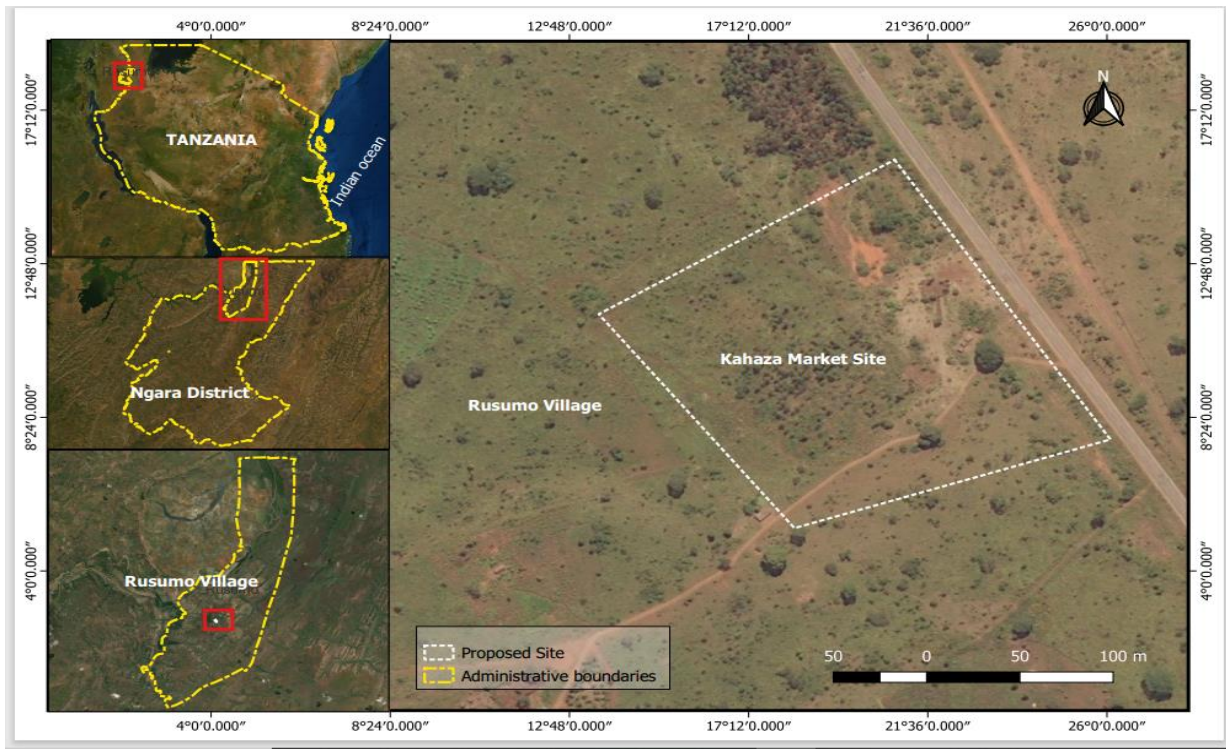 4°0'0.000″ 8°24'0.000″ 12°48'0.000″ 17°12'0.000″ 21°36'0.000″ 26°0'0.000″
17°12'0.000″
12°48'0.000″
8°24'0.000″
4°0'0.000″
TANZANIA
Indian ocean
Ngara District
Rusumo Village
N
Kahaza Market Site
Rusumo Village
Proposed Site
Administrative boundaries
50 0 50 100 m
17°12'0.000″
12°48'0.000″
8°24'0.000″
4°0'0.000″
4°0'0.000″ 8°24'0.000″ 12°48'0.000″ 17°12'0.000″ 21°36'0.000″ 26°0'0.000″